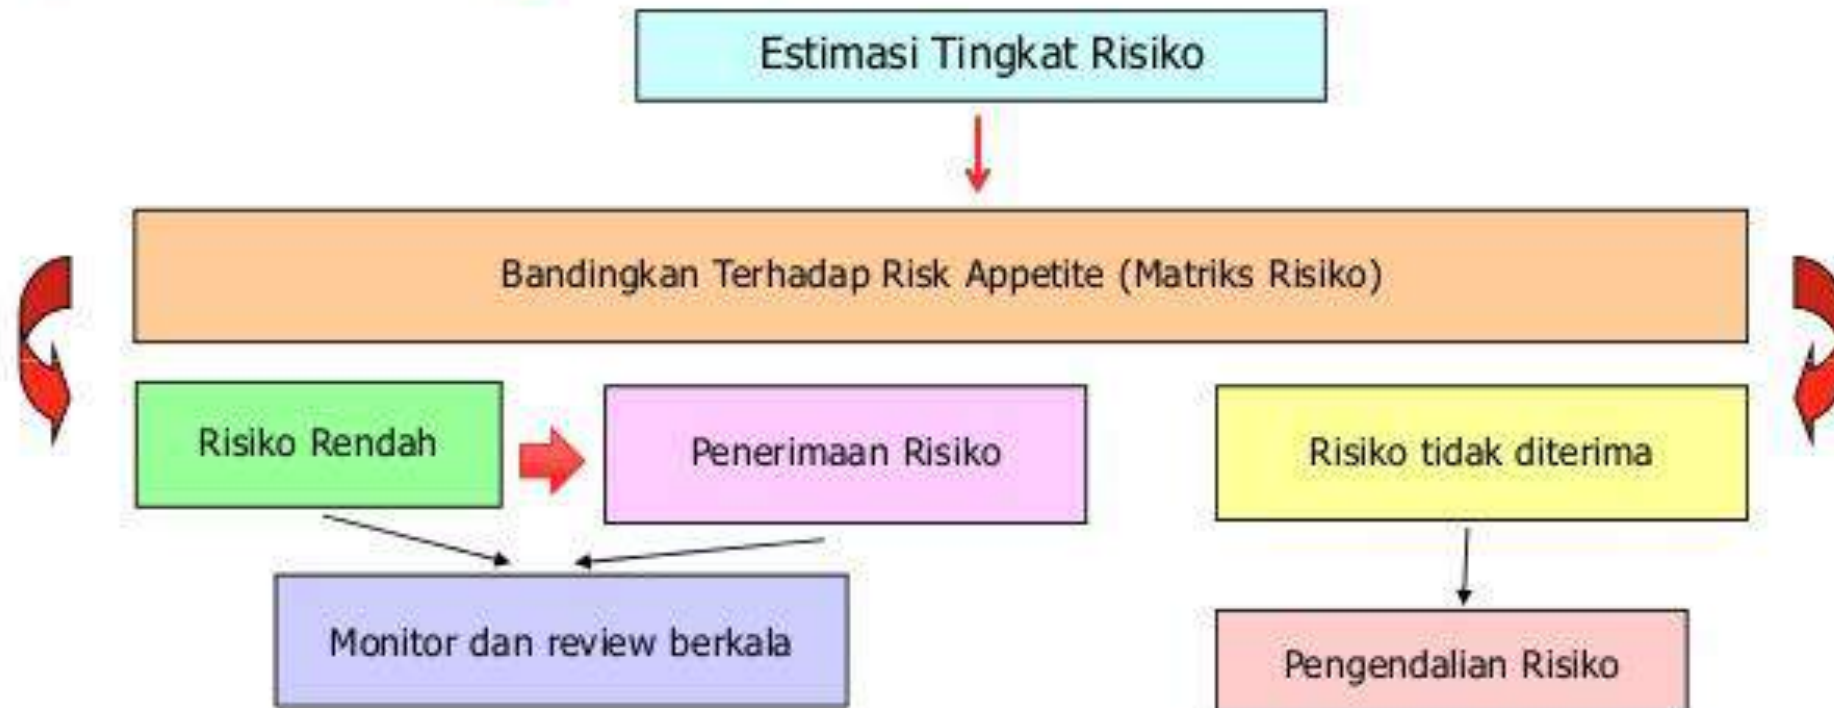 Estimasi Tingkat Risiko
Bandingkan Terhadap Risk Appetite (Matriks Risiko)
Risiko Rendah
Penerimaan Risiko
Risiko tidak diterima
Monitor dan review berkala
Pengendalian Risiko